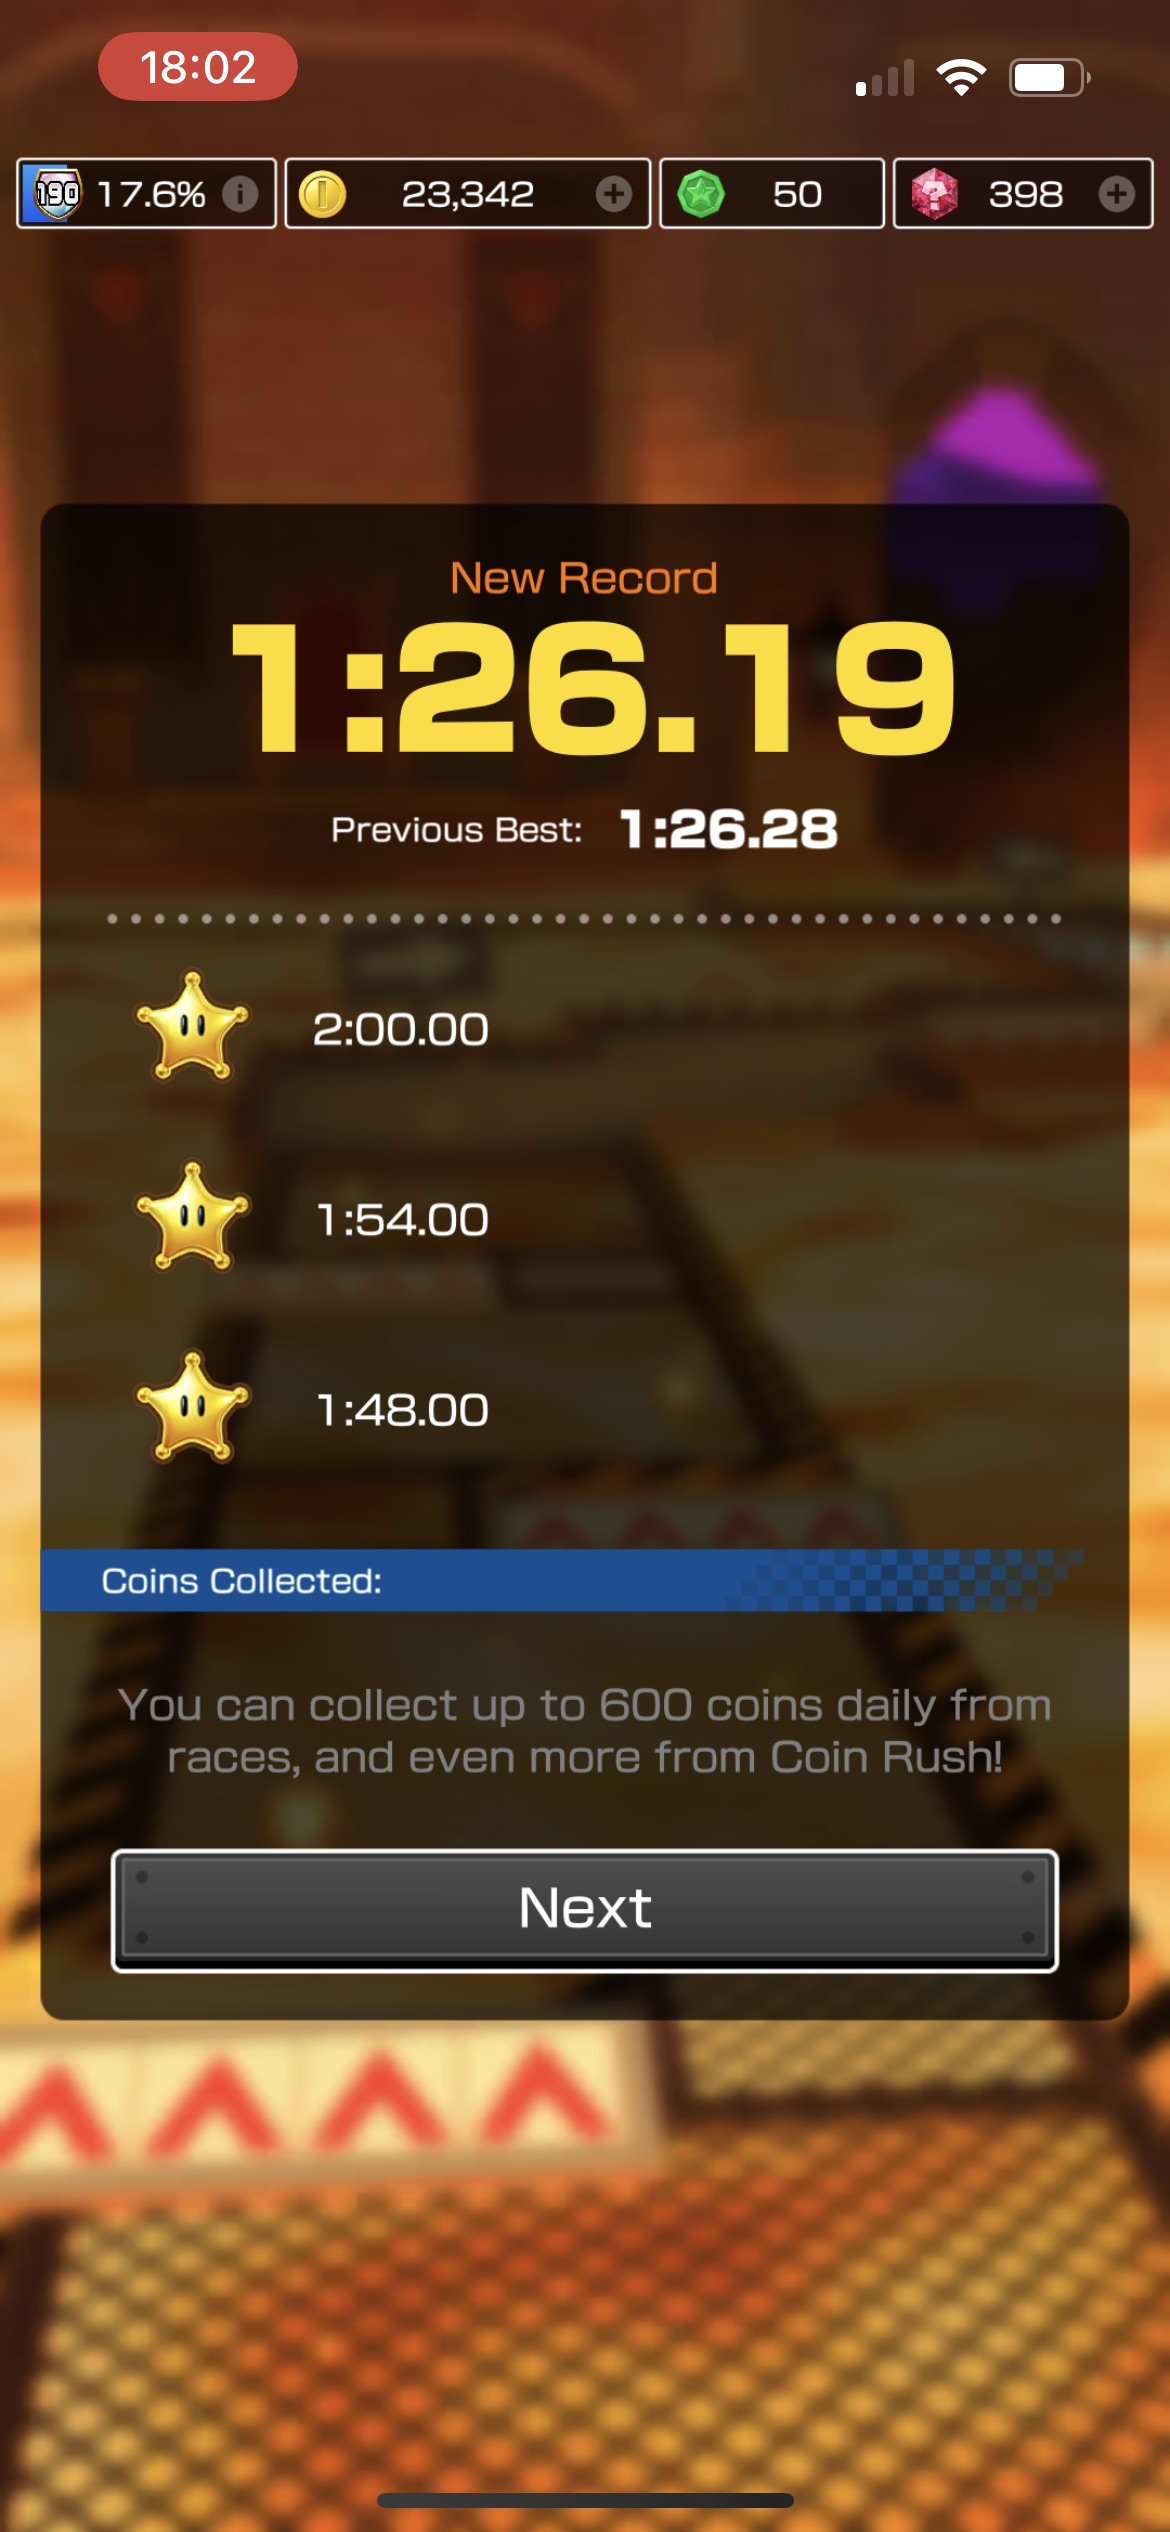 18:02
190 17.6% i 23,342 + 50 398 +
New Record
1:26.19
Previous Best: 1:26.28
2:00.00
1:54.00
1:48.00
Coins Collected:
You can collect up to 600 coins daily from
races, and even more from Coin Rush!
Next